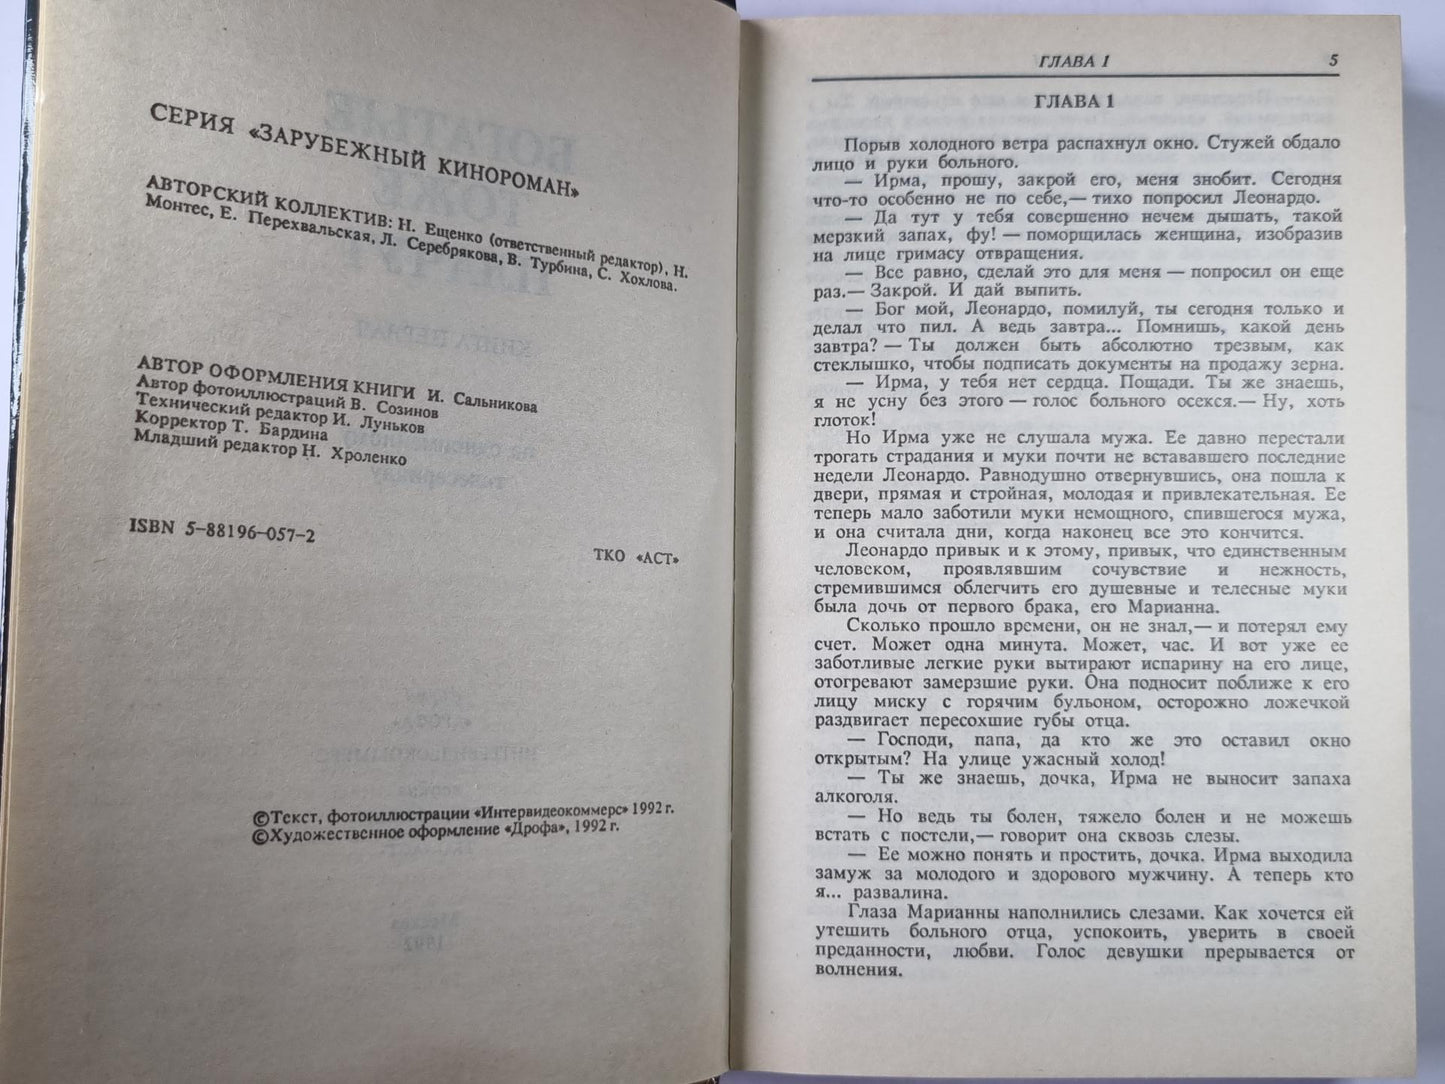 СЕРИЯ «ЗАРУБЕЖНЫЙ КИНОРОМАН»
АВТОРСКИЙ КОЛЛЕКТИВ: Н. Ещенко (ответственный редактор), Н.
Монтес, Е. Перехвальская, Л. Серебрякова, В. Турбина, С. Хохлова.
АВТОР ОФОРМЛЕНИЯ КНИГИ И. Сальникова
Автор фотоиллюстраций В. Созинов
Технический редактор И. Луньков
Корректор Т. Бардина
Младший редактор Н. Хроленко
ISBN 5-88196-057-2
ТКО «АСТ»
©Текст, фотоиллюстрации «Интервидеокоммерс» 1992 г.
©Художественное оформление «Дрофа», 1992 г.
ГЛАВА 1 5
ГЛАВА 1
Порыв холодного ветра распахнул окно. Стужей обдало
лицо и руки больного.
— Ирма, прошу, закрой его, меня знобит. Сегодня
что-то особенно не по себе,— тихо попросил Леонардо.
— Да тут у тебя совершенно нечем дышать, такой
мерзкий запах, фу! — поморщилась женщина, изобразив
на лице гримасу отвращения.
— Все равно, сделай это для меня — попросил он еще
раз.— Закрой. И дай выпить.
— Бог мой, Леонардо, помилуй, ты сегодня только и
делал что пил. А ведь завтра... Помнишь, какой день
завтра? — Ты должен быть абсолютно трезвым, как
стеклышко, чтобы подписать документы на продажу зерна.
— Ирма, у тебя нет сердца. Пощади. Ты же знаешь,
я не усну без этого — голос больного осекся.— Ну, хоть
глоток!
Но Ирма уже не слушала мужа. Ее давно перестали
трогать страдания и муки почти не встававшего последние
недели Леонардо. Равнодушно отвернувшись, она пошла к
двери, прямая и стройная, молодая и привлекательная. Ее
теперь мало заботили муки немощного, спившегося мужа,
и она считала дни, когда наконец все это кончится.
Леонардо привык и к этому, привык, что единственным
человеком, проявлявшим сочувствие и нежность,
стремившимся облегчить его душевные и телесные муки
была дочь от первого брака, его Марианна.
Сколько прошло времени, он не знал,— и потерял ему
счет. Может одна минута. Может, час. И вот уже ее
заботливые легкие руки вытирают испарину на его лице,
отогревают замерзшие руки. Она подносит поближе к его
лицу миску с горячим бульоном, осторожно ложечкой
раздвигает пересохшие губы отца.
— Господи, папа, да кто же это оставил окно
открытым? На улице ужасный холод!
— Ты же знаешь, дочка, Ирма не выносит запаха
алкоголя.
— Но ведь ты болен, тяжело болен и не можешь
встать с постели,— говорит она сквозь слезы.
— Ее можно понять и простить, дочка. Ирма выходила
замуж за молодого и здорового мужчину. А теперь кто
я... развалина.
Глаза Марианны наполнились слезами. Как хочется ей
утешить больного отца, успокоить, уверить в своей
преданности, любви. Голос девушки прерывается от
волнения.